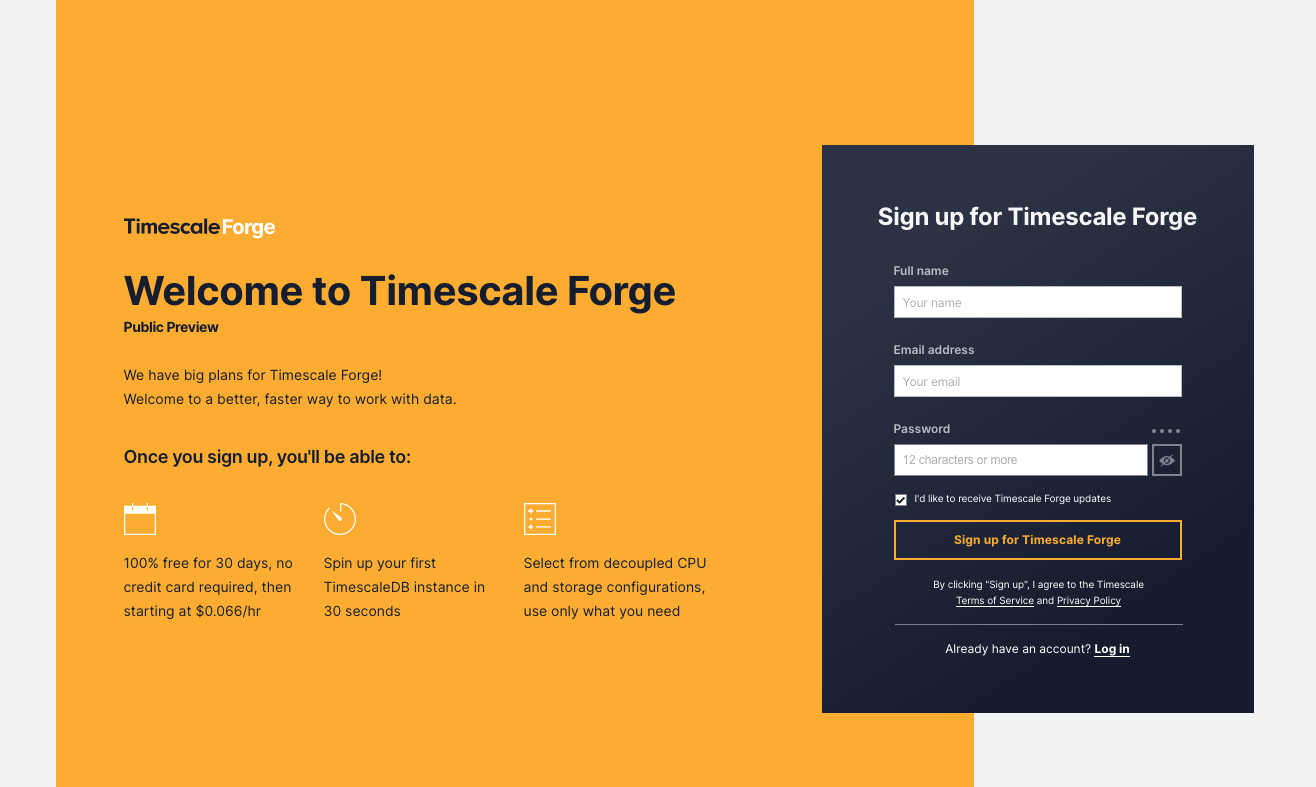 Timescale Forge
Welcome to Timescale Forge
Public Preview
We have big plans for Timescale Forge!
Welcome to a better, faster way to work with data.
Once you sign up, you'll be able to:
100% free for 30 days, no
credit card required, then
starting at $0.066/hr
Spin up your first
TimescaleDB instance in
30 seconds
Select from decoupled CPU
and storage configurations,
use only what you need
Sign up for Timescale Forge
Full name
Your name
Email address
Your email
Password
12 characters or more
I'd like to receive Timescale Forge updates
Sign up for Timescale Forge
By clicking "Sign up", I agree to the Timescale
Terms of Service and Privacy Policy
Already have an account? Log in